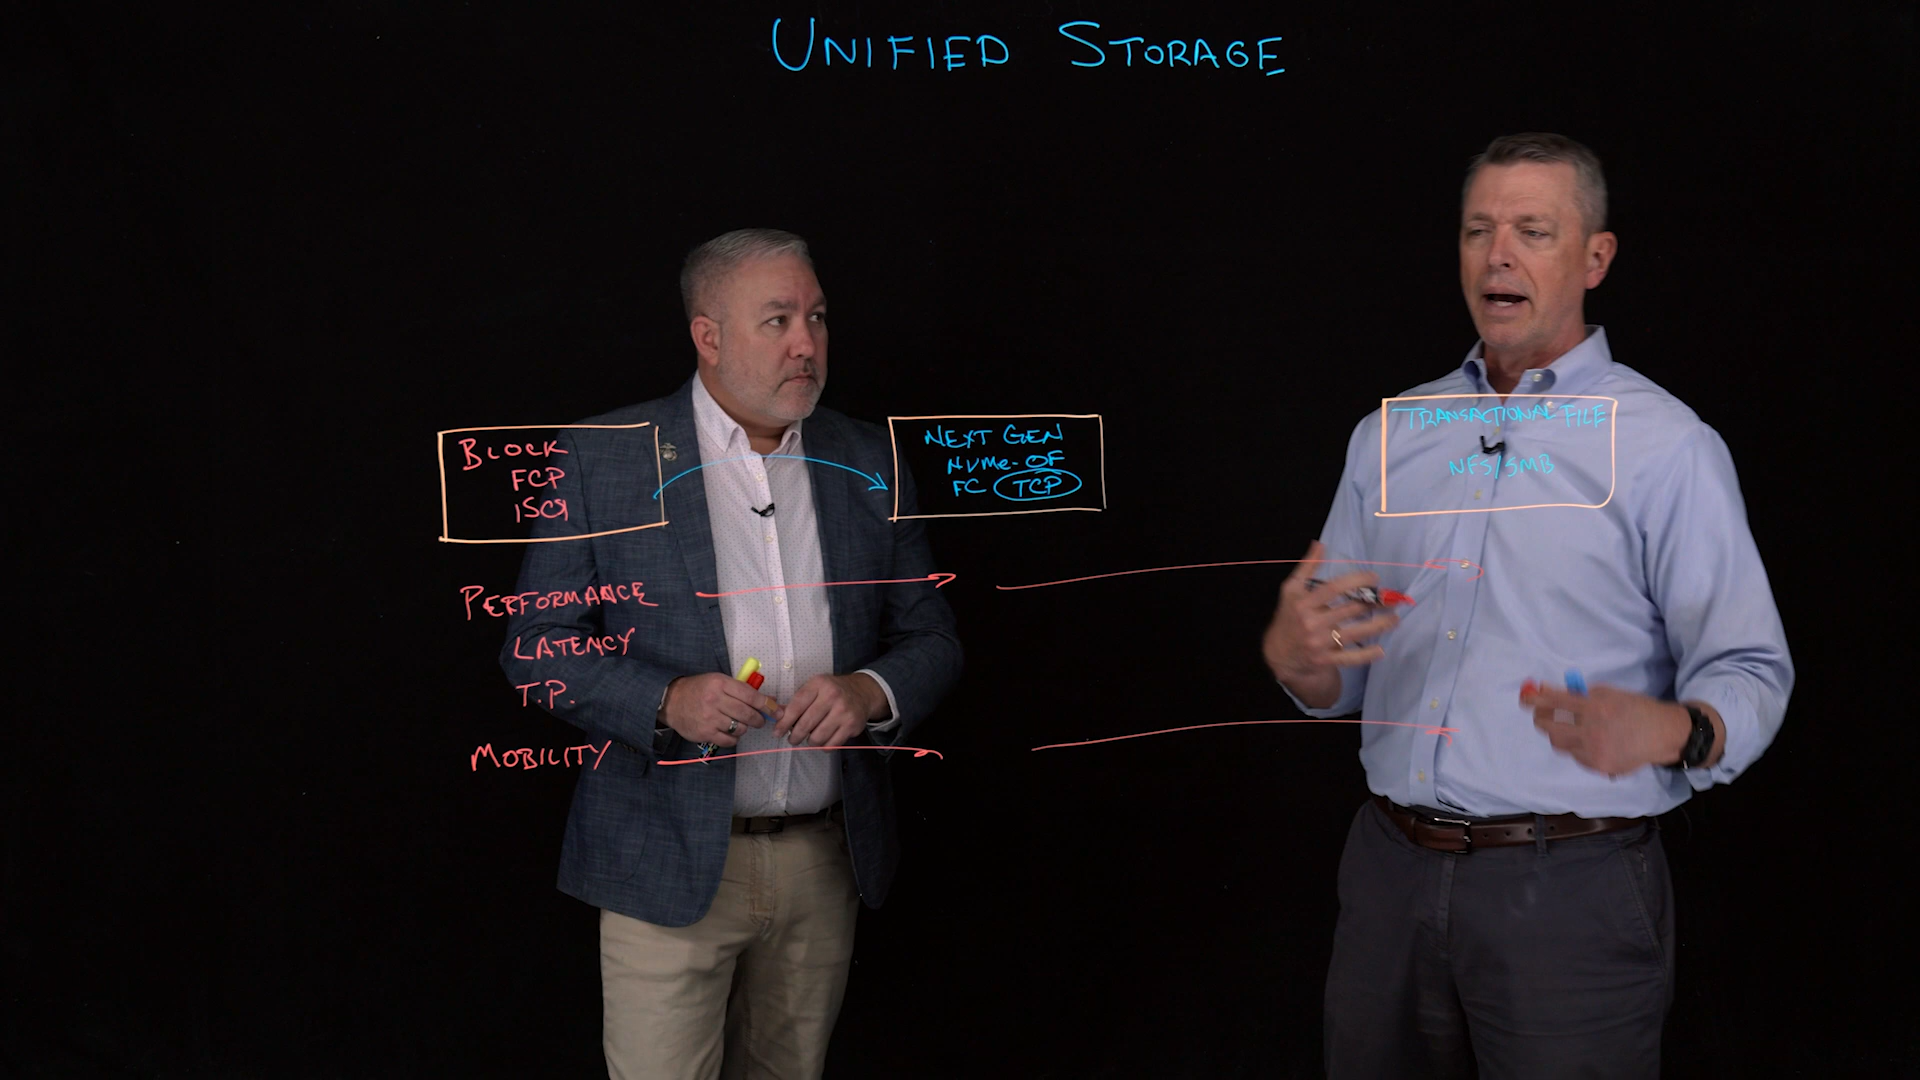 UNIFIED STORAGE
BLOCK
FCP
iSCSI
NEXT GEN
NVMe-OF
FC TCP
TRANSACTIONAL FILE
NFS/SMB
PERFORMANCE
LATENCY
T.P.
MOBILITY